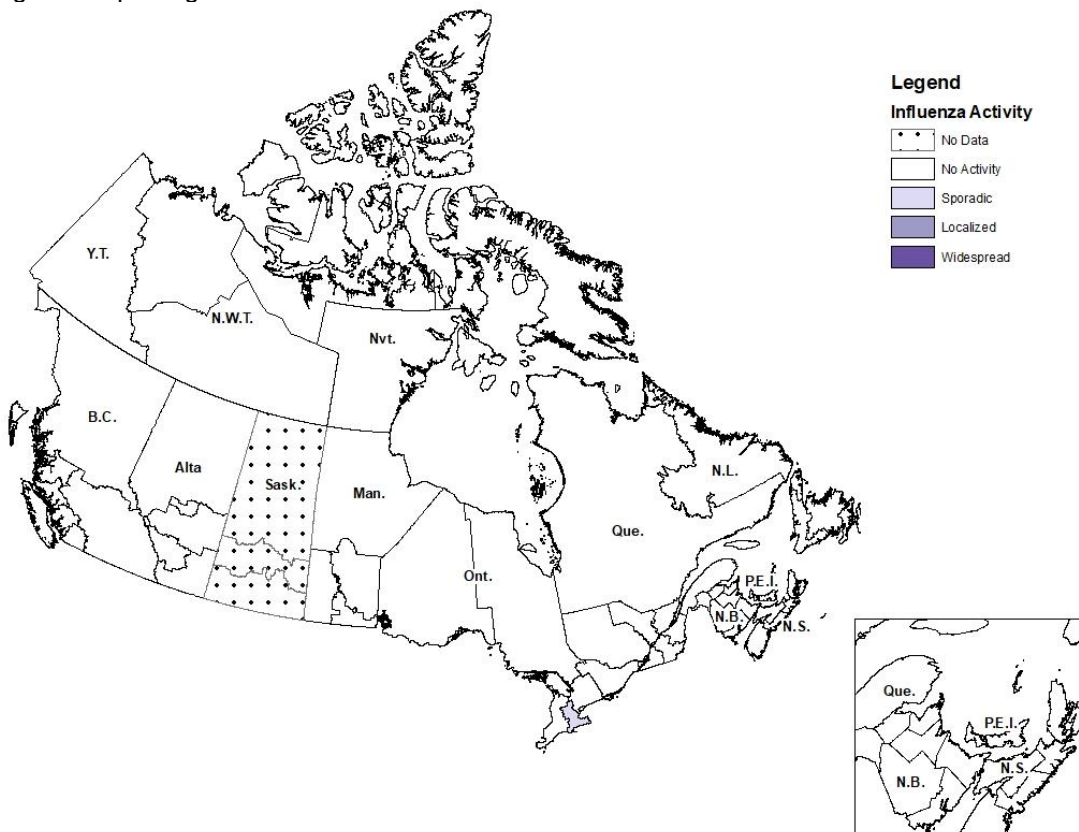 Legend
Influenza Activity
No Data
No Activity
Sporadic
Localized
Widespread
Y.T.
N.W.T.
Nvt.
B.C.
Alta
Sask.
Man.
Ont.
Que.
N.L.
P.E.I.
N.B.
N.S.
Que.
P.E.I.
N.S.
N.B.